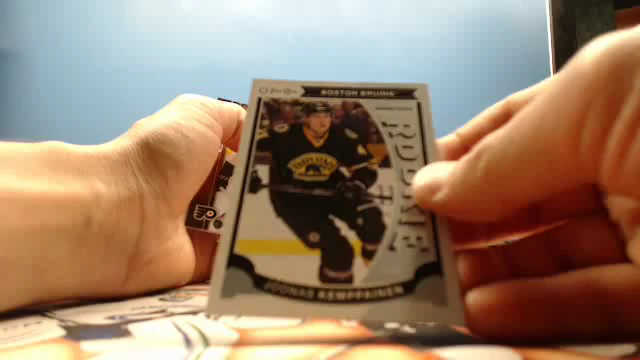 O-Pee-Chee BOSTON BRUINS
ROOKIE
JOONAS KEMPPAINEN